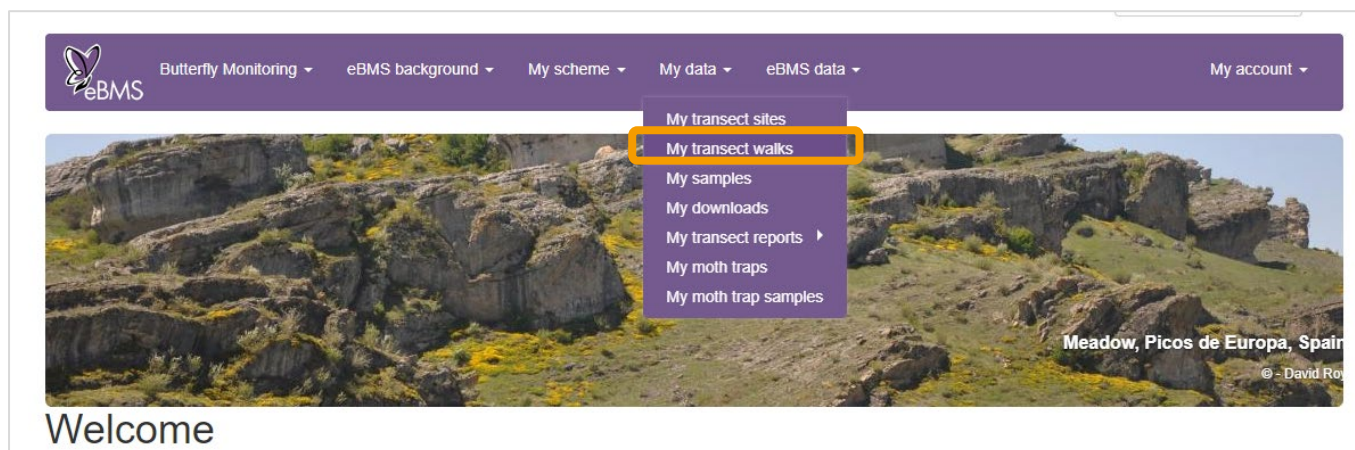 eBMS
Butterfly Monitoring
eBMS background
My scheme
My data
eBMS data
My account
My transect sites
My transect walks
My samples
My downloads
My transect reports
My moth traps
My moth trap samples
Meadow, Picos de Europa, Spain
© - David Roy
Welcome